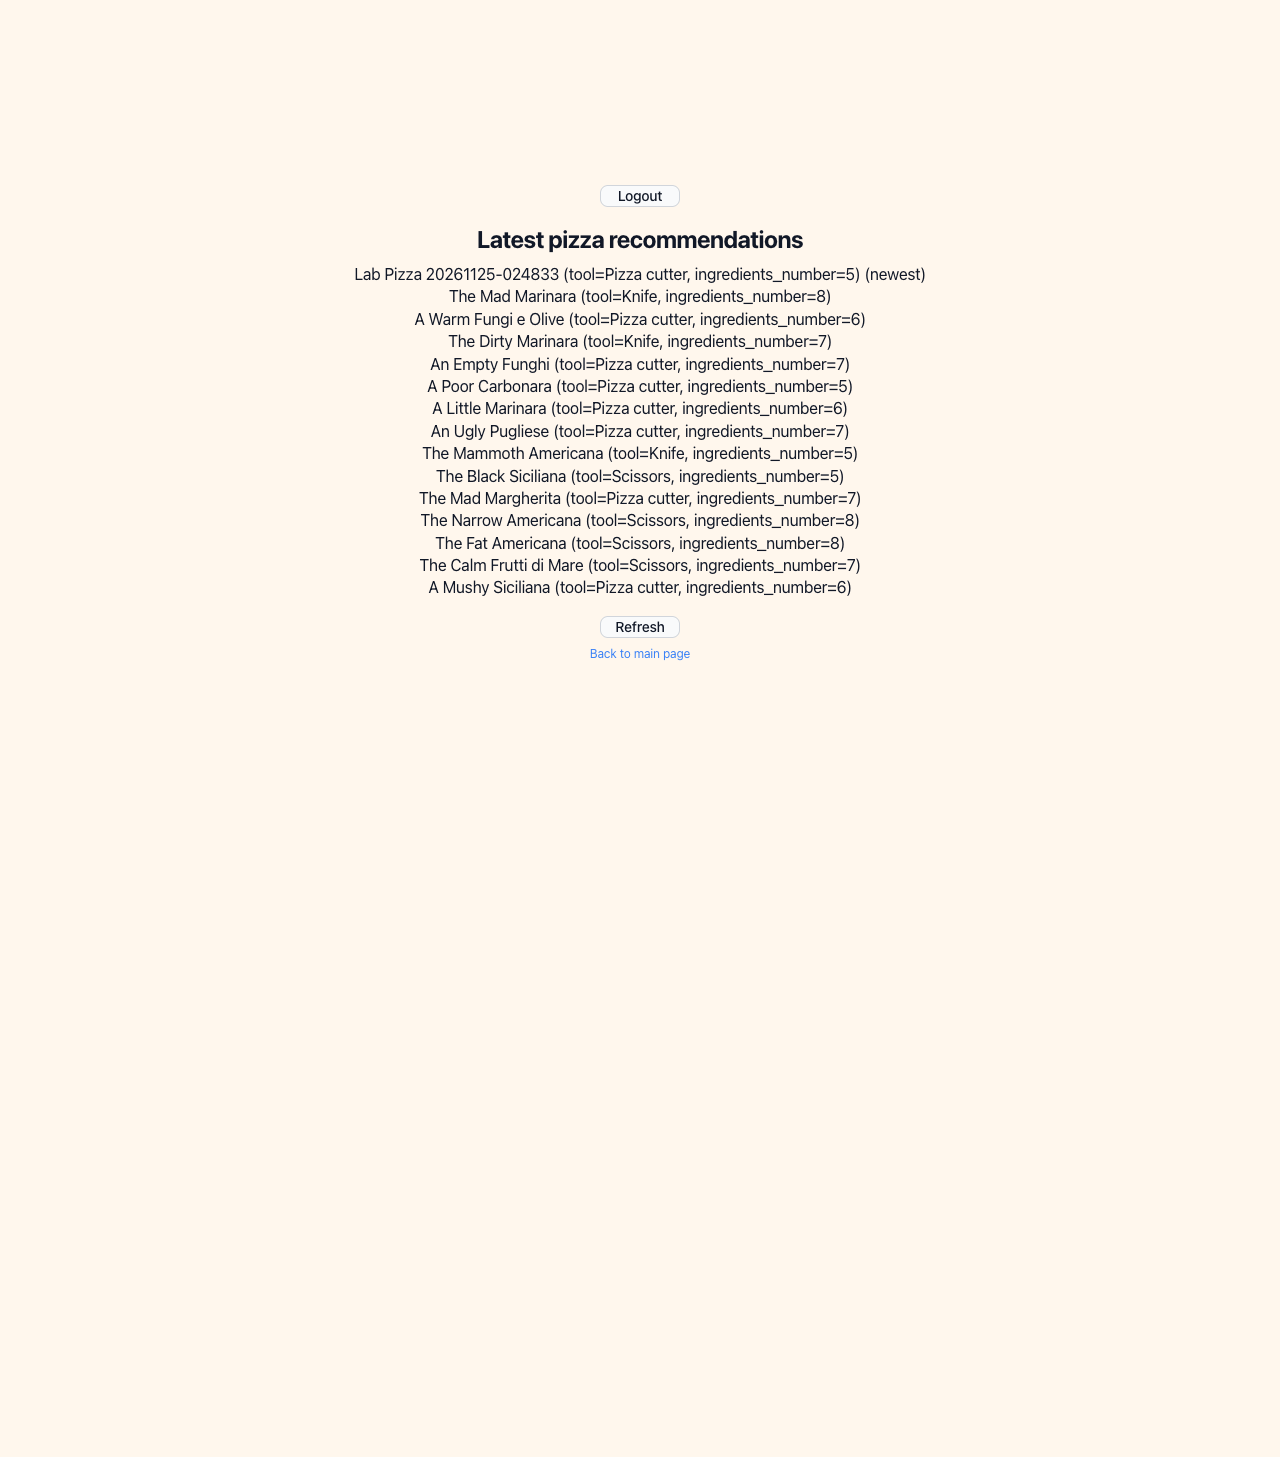 Logout
Latest pizza recommendations
Lab Pizza 20261125-024833 (tool=Pizza cutter, ingredients_number=5) (newest)
The Mad Marinara (tool=Knife, ingredients_number=8)
A Warm Fungi e Olive (tool=Pizza cutter, ingredients_number=6)
The Dirty Marinara (tool=Knife, ingredients_number=7)
An Empty Funghi (tool=Pizza cutter, ingredients_number=7)
A Poor Carbonara (tool=Pizza cutter, ingredients_number=5)
A Little Marinara (tool=Pizza cutter, ingredients_number=6)
An Ugly Pugliese (tool=Pizza cutter, ingredients_number=7)
The Mammoth Americana (tool=Knife, ingredients_number=5)
The Black Siciliana (tool=Scissors, ingredients_number=5)
The Mad Margherita (tool=Pizza cutter, ingredients_number=7)
The Narrow Americana (tool=Scissors, ingredients_number=8)
The Fat Americana (tool=Scissors, ingredients_number=8)
The Calm Frutti di Mare (tool=Scissors, ingredients_number=7)
A Mushy Siciliana (tool=Pizza cutter, ingredients_number=6)
Refresh
Back to main page